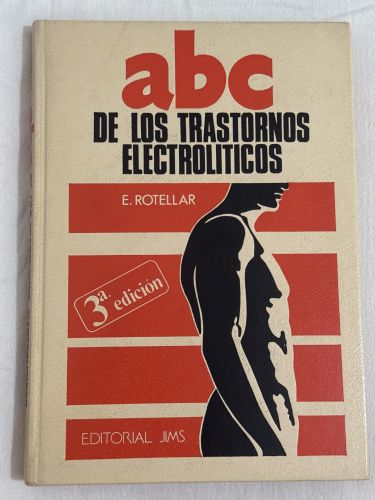 abc
DE LOS TRASTORNOS
ELECTROLITICOS
E. ROTELLAR
3ª. edición
EDITORIAL JIMS